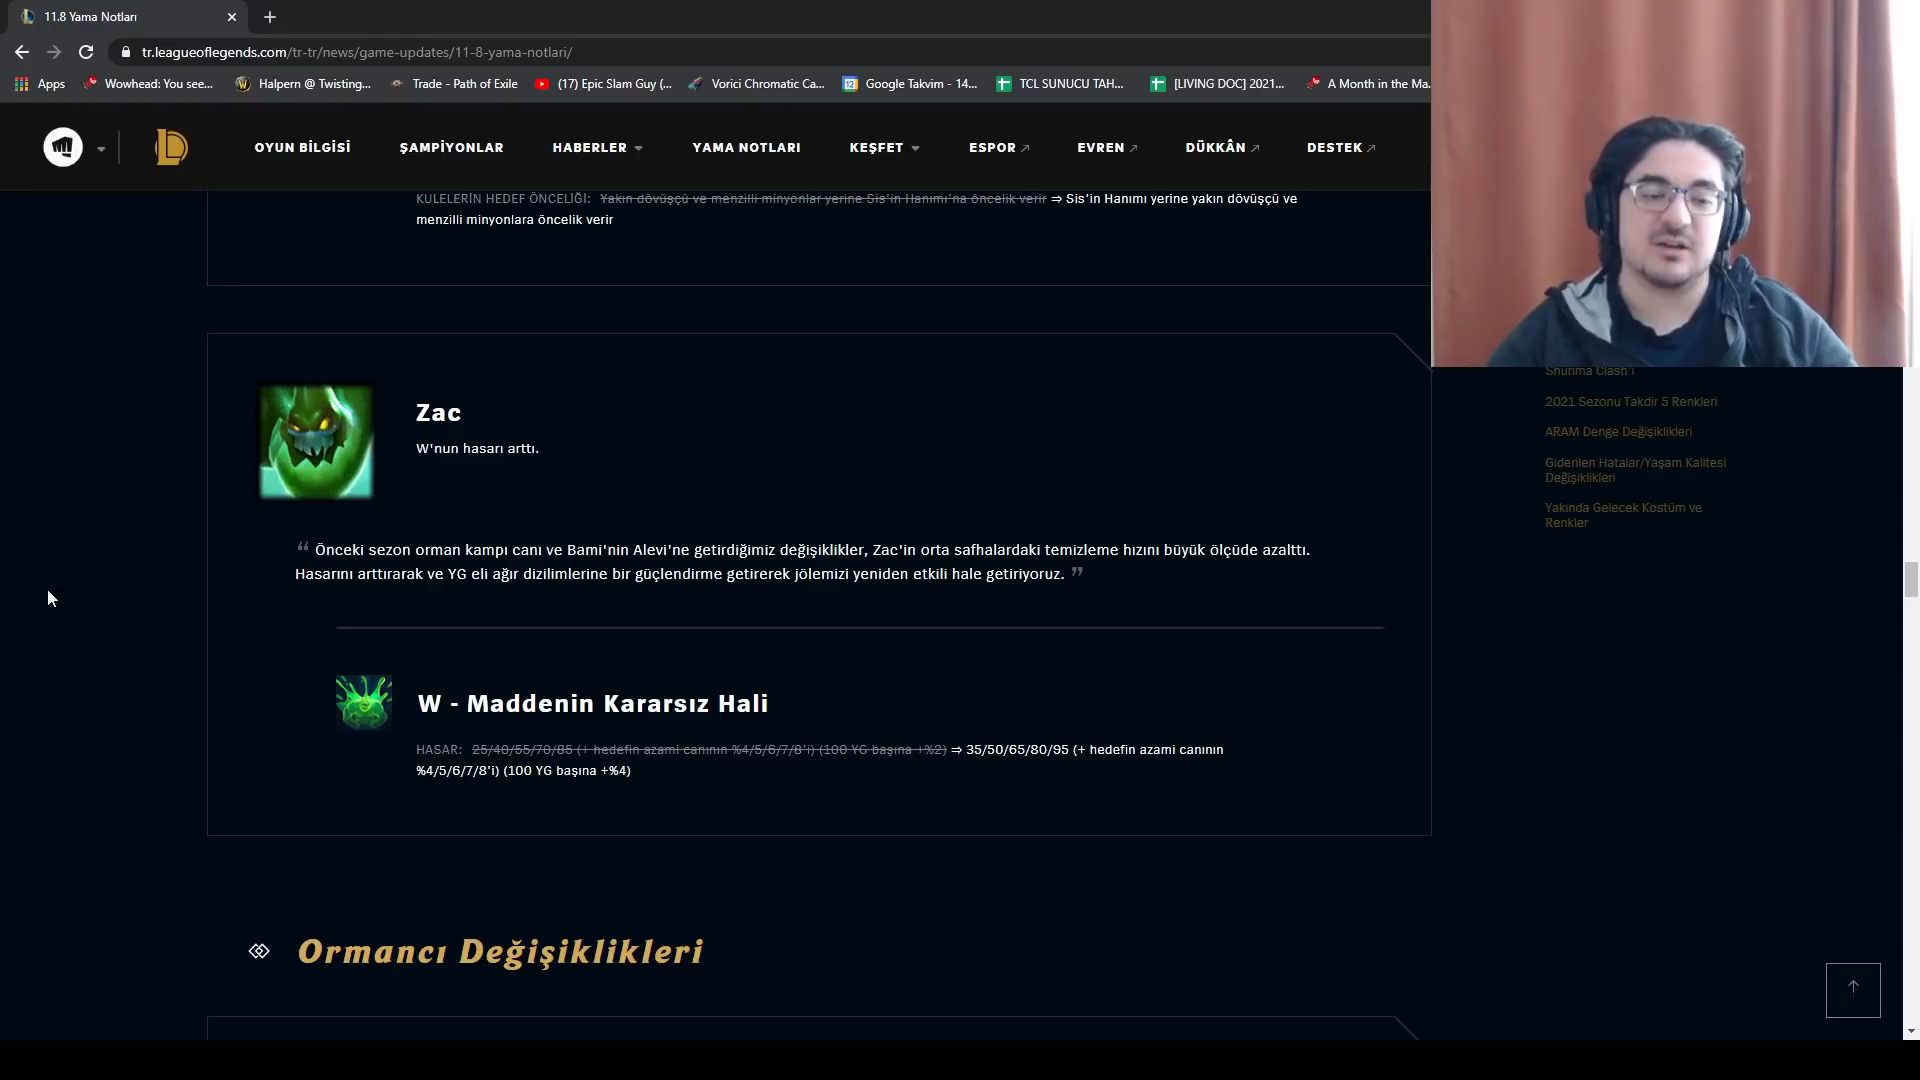 11.8 Yama Notları
tr.leagueoflegends.com/tr-tr/news/game-updates/11-8-yama-notlari/
Apps Wowhead: You see... Halpern @ Twisting... Trade - Path of Exile (17) Epic Slam Guy (... Vorici Chromatic Ca... Google Takvim - 14... TCL SUNUCU TAH... [LIVING DOC] 2021... A Month in the Ma...
OYUN BİLGİSİ ŞAMPİYONLAR HABERLER YAMA NOTLARI KEŞFET ESPOR EVREN DÜKKÂN DESTEK
KULELERİN HEDEF ÖNCELİĞİ: Yakın dövüşçü ve menzilli minyonlar yerine Sis'in Hanımı'na öncelik verir ⇒ Sis'in Hanımı yerine yakın dövüşçü ve
menzilli minyonlara öncelik verir
Shurima Clash'i
2021 Sezonu Takdir 5 Renkleri
ARAM Denge Değişiklikleri
Giderilen Hatalar/Yaşam Kalitesi
Değişiklikleri
Yakında Gelecek Kostüm ve
Renkler
Zac
W'nun hasarı arttı.
“ Önceki sezon orman kampı canı ve Bami'nin Alevi'ne getirdiğimiz değişiklikler, Zac'in orta safhalardaki temizleme hızını büyük ölçüde azalttı.
Hasarını arttırarak ve YG eli ağır dizilimlerine bir güçlendirme getirerek jölemizi yeniden etkili hale getiriyoruz. ”
W - Maddenin Kararsız Hali
HASAR: 25/40/55/70/85 (+ hedefin azami canının %4/5/6/7/8'i) (100 YG başına +%2) ⇒ 35/50/65/80/95 (+ hedefin azami canının
%4/5/6/7/8'i) (100 YG başına +%4)
Ormancı Değişiklikleri